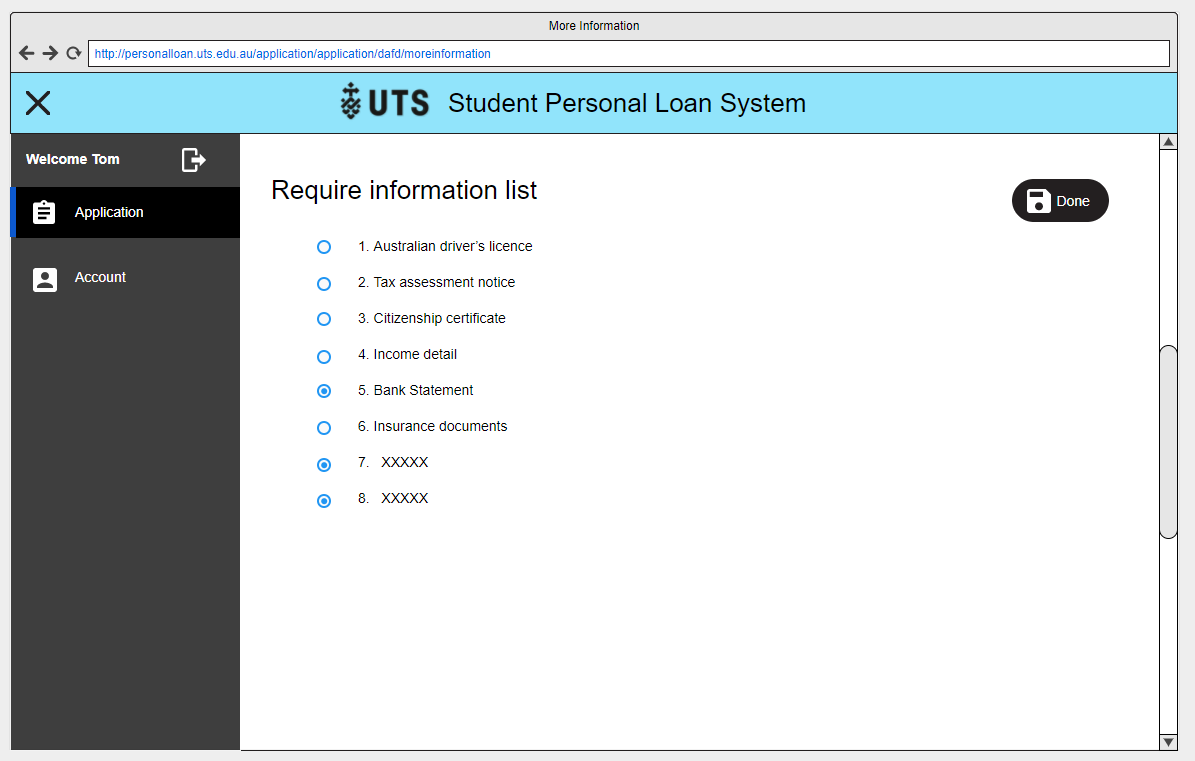 More Information
http://personalloan.uts.edu.au/application/application/dafd/moreinformation
UTS Student Personal Loan System
Welcome Tom
Application
Account
Require information list
Done
1. Australian driver’s licence
2. Tax assessment notice
3. Citizenship certificate
4. Income detail
5. Bank Statement
6. Insurance documents
7. XXXXX
8. XXXXX